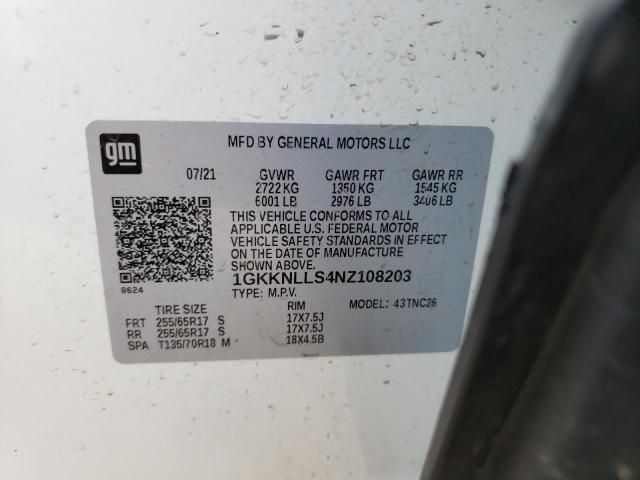 gm
MFD BY GENERAL MOTORS LLC
07/21 GVWR GAWR FRT GAWR RR
2722 KG 1350 KG 1545 KG
6001 LB 2976 LB 3406 LB
THIS VEHICLE CONFORMS TO ALL
APPLICABLE U.S. FEDERAL MOTOR
VEHICLE SAFETY STANDARDS IN EFFECT
ON THE DATE OF MANUFACTURE
SHOWN ABOVE.
8624
1GKKNLLS4NZ108203
TYPE: M.P.V. MODEL: 43TNC26
TIRE SIZE RIM
FRT 255/65R17 S 17X7.5J
RR 255/65R17 S 17X7.5J
SPA T135/70R18 M 18X4.5B